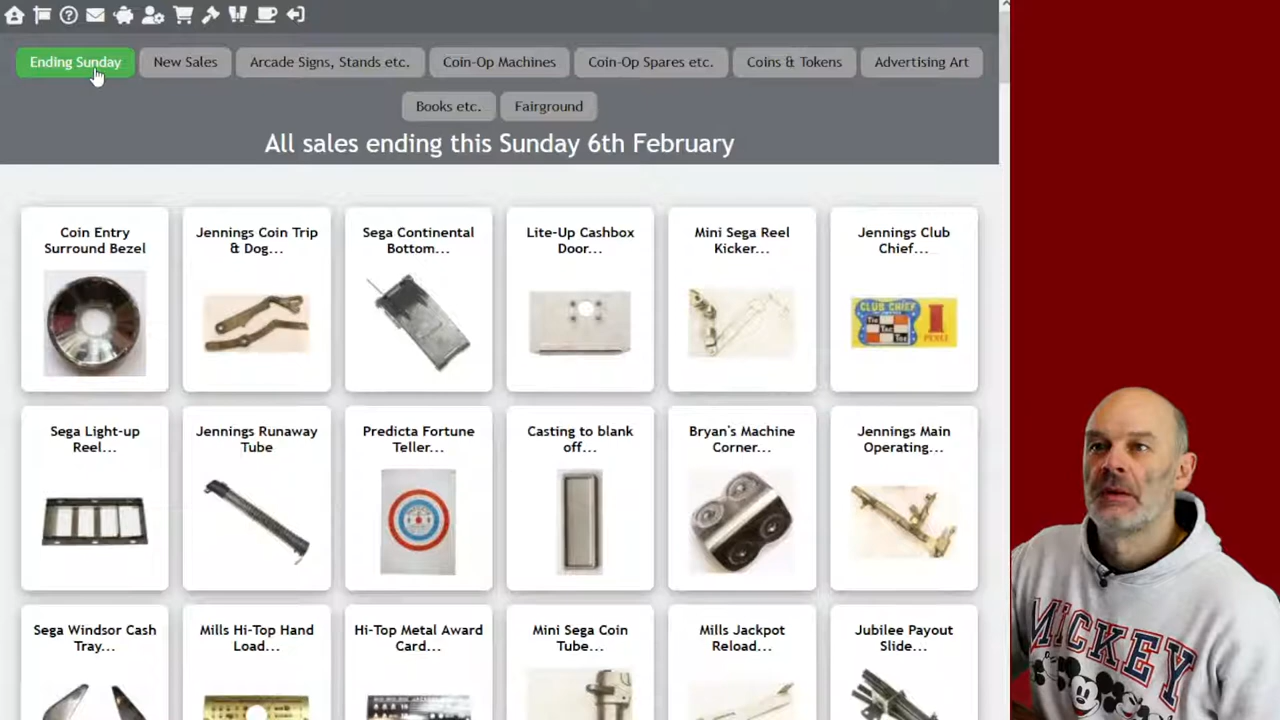 Ending Sunday
New Sales
Arcade Signs, Stands etc.
Coin-Op Machines
Coin-Op Spares etc.
Coins & Tokens
Advertising Art
Books etc.
Fairground
All sales ending this Sunday 6th February
Coin Entry
Surround Bezel
Jennings Coin Trip
& Dog...
Sega Continental
Bottom...
Lite-Up Cashbox
Door...
Mini Sega Reel
Kicker...
Jennings Club
Chief...
CLUB CHIEF
Tic
Tac
Toe
Sega Light-up
Reel...
Jennings Runaway
Tube
Predicta Fortune
Teller...
Casting to blank
off...
Bryan's Machine
Corner...
Jennings Main
Operating...
Sega Windsor Cash
Tray...
Mills Hi-Top Hand
Load...
Hi-Top Metal Award
Card...
Mini Sega Coin
Tube...
Mills Jackpot
Reload...
Jubilee Payout
Slide...
MICKEY